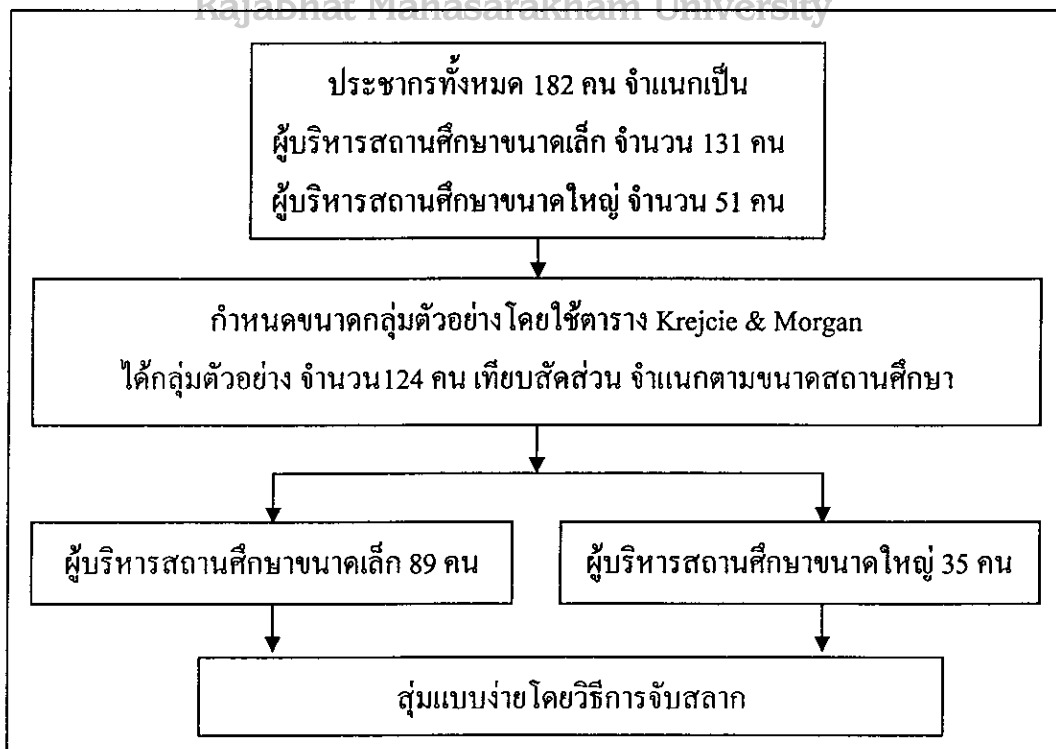 Rajabhat Mahasarakham University
ประชากรทั้งหมด 182 คน จำแนกเป็น
ผู้บริหารสถานศึกษาขนาดเล็ก จำนวน 131 คน
ผู้บริหารสถานศึกษาขนาดใหญ่ จำนวน 51 คน
กำหนดขนาดกลุ่มตัวอย่างโดยใช้ตาราง Krejcie & Morgan
ได้กลุ่มตัวอย่าง จำนวน124 คน เทียบสัดส่วน จำแนกตามขนาดสถานศึกษา
ผู้บริหารสถานศึกษาขนาดเล็ก 89 คน
ผู้บริหารสถานศึกษาขนาดใหญ่ 35 คน
สุ่มแบบง่ายโดยวิธีการจับสลาก